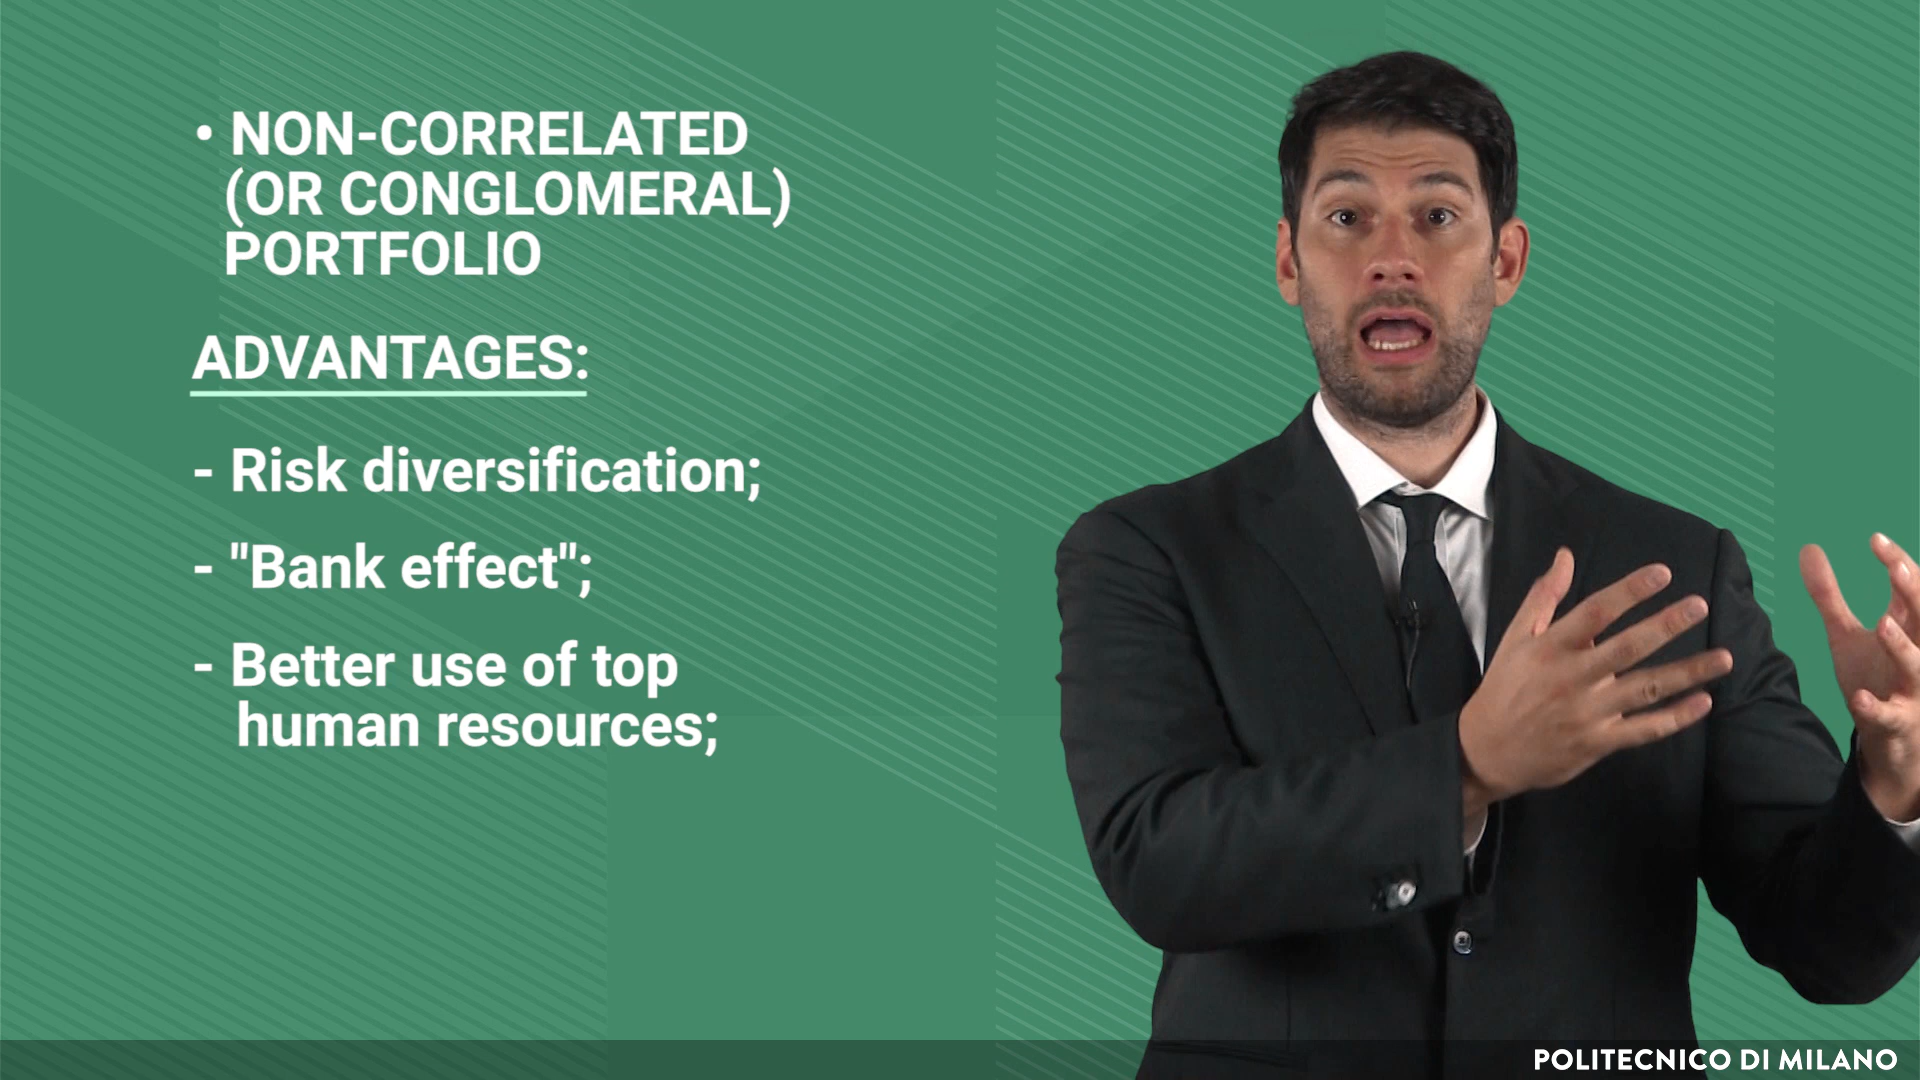 • NON-CORRELATED
(OR CONGLOMERAL)
PORTFOLIO
ADVANTAGES:
- Risk diversification;
- "Bank effect";
- Better use of top
human resources;
POLITECNICO DI MILANO